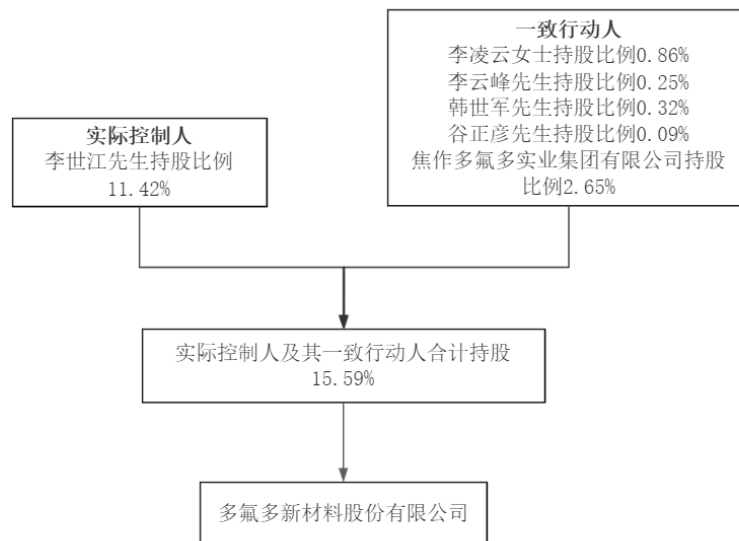 实际控制人
李世江先生持股比例
11.42%
一致行动人
李凌云女士持股比例0.86%
李云峰先生持股比例0.25%
韩世军先生持股比例0.32%
谷正彦先生持股比例0.09%
焦作多氟多实业集团有限公司持股
比例2.65%
实际控制人及其一致行动人合计持股
15.59%
多氟多新材料股份有限公司